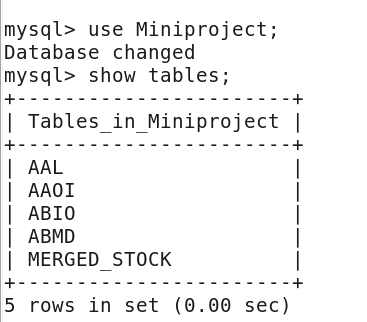 mysql> use Miniproject;
Database changed
mysql> show tables;
+-----------------------+
| Tables_in_Miniproject |
+-----------------------+
| AAL                   |
| AAOI                  |
| ABIO                  |
| ABMD                  |
| MERGED_STOCK          |
+-----------------------+
5 rows in set (0.00 sec)